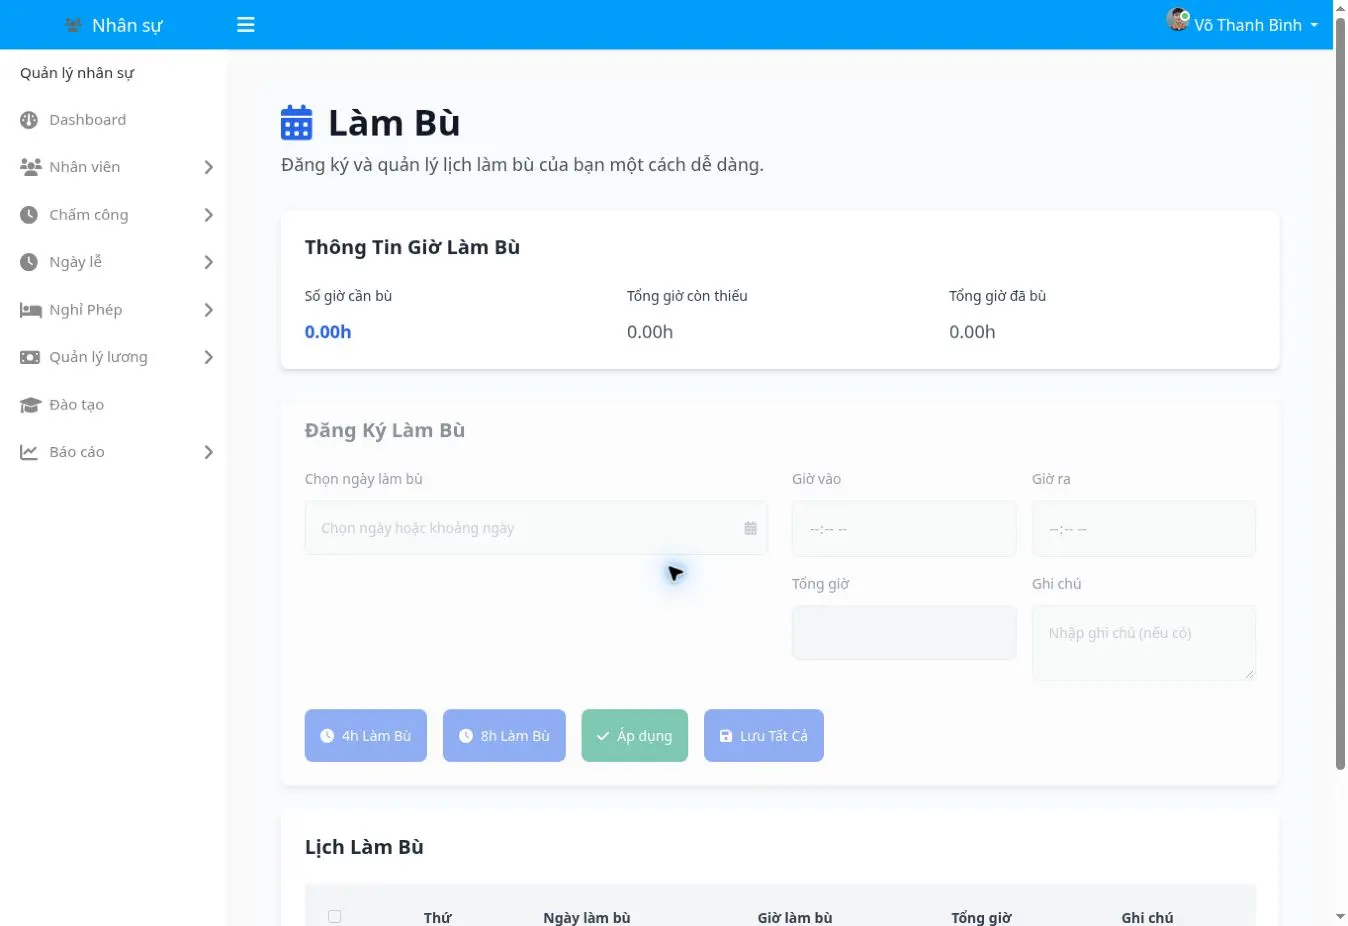 Nhân sự
Võ Thanh Bình
Quản lý nhân sự
Dashboard
Nhân viên
Chấm công
Ngày lễ
Nghỉ Phép
Quản lý lương
Đào tạo
Báo cáo
Làm Bù
Đăng ký và quản lý lịch làm bù của bạn một cách dễ dàng.
Thông Tin Giờ Làm Bù
Số giờ cần bù Tổng giờ còn thiếu Tổng giờ đã bù
0.00h 0.00h 0.00h
Đăng Ký Làm Bù
Chọn ngày làm bù Giờ vào Giờ ra
Chọn ngày hoặc khoảng ngày --:-- -- --:-- --
Tổng giờ Ghi chú
Nhập ghi chú (nếu có)
4h Làm Bù 8h Làm Bù Áp dụng Lưu Tất Cả
Lịch Làm Bù
Thứ Ngày làm bù Giờ làm bù Tổng giờ Ghi chú